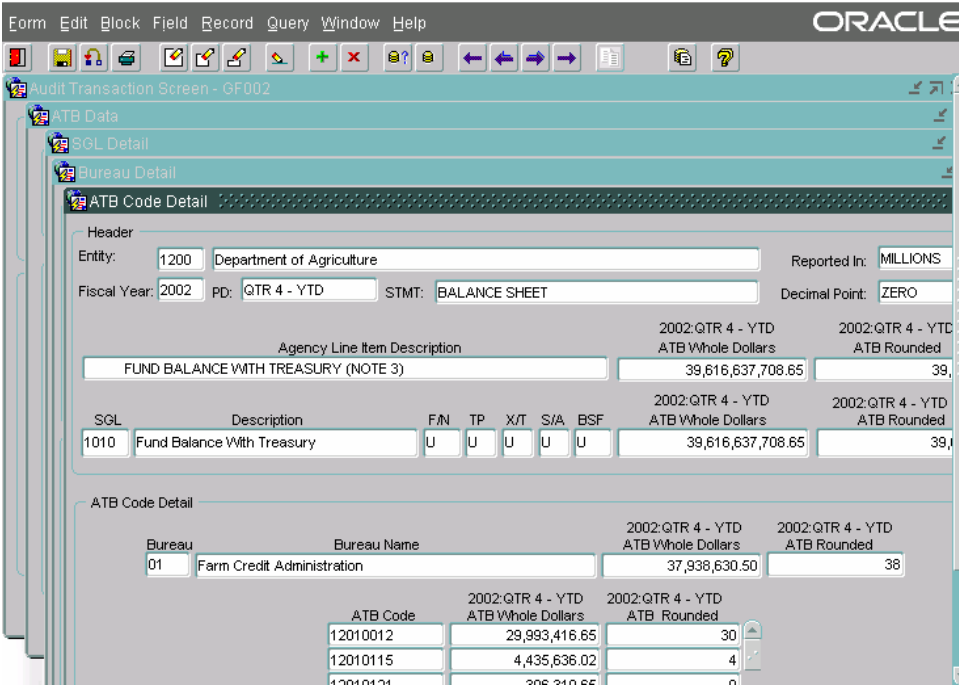 Form Edit Block Field Record Query Window Help
ORACLE
Audit Transaction Screen - GF002
ATB Data
SGL Detail
Bureau Detail
ATB Code Detail
Header
Entity: 1200 Department of Agriculture Reported In: MILLIONS
Fiscal Year: 2002 PD: QTR 4 - YTD STMT: BALANCE SHEET Decimal Point: ZERO
2002:QTR 4 - YTD 2002:QTR 4 - YTD
Agency Line Item Description ATB Whole Dollars ATB Rounded
FUND BALANCE WITH TREASURY (NOTE 3) 39,616,637,708.65 39,
2002:QTR 4 - YTD 2002:QTR 4 - YTD
SGL Description F/N TP X/T S/A BSF ATB Whole Dollars ATB Rounded
1010 Fund Balance With Treasury U U U U U 39,616,637,708.65 39,
ATB Code Detail
2002:QTR 4 - YTD 2002:QTR 4 - YTD
Bureau Bureau Name ATB Whole Dollars ATB Rounded
01 Farm Credit Administration 37,938,630.50 38
2002:QTR 4 - YTD 2002:QTR 4 - YTD
ATB Code ATB Whole Dollars ATB Rounded
12010012 29,993,416.65 30
12010115 4,435,636.02 4